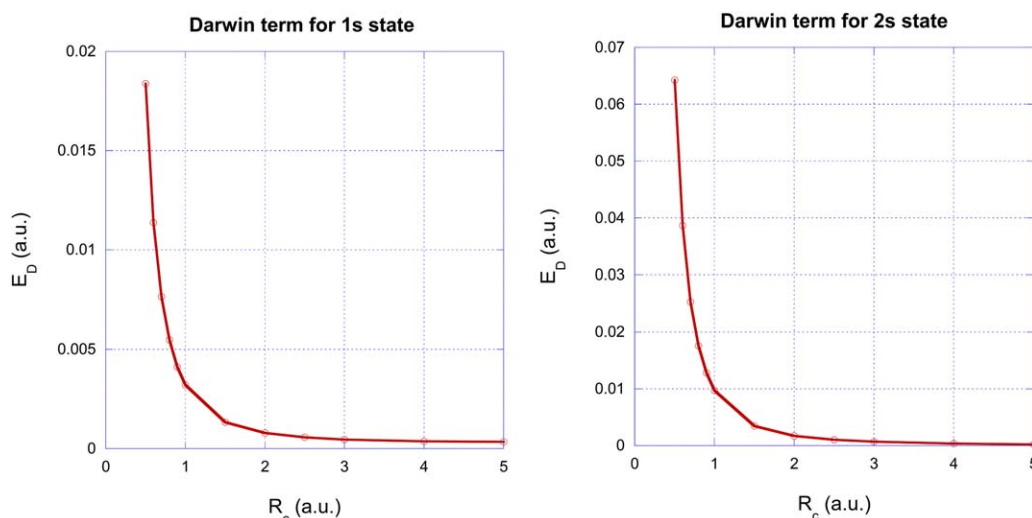 Darwin term for 1s state
0.02
0.015
0.01
0.005
0
E_D (a.u.)
0 1 2 3 4 5
R_c (a.u.)
Darwin term for 2s state
0.07
0.06
0.05
0.04
0.03
0.02
0.01
0
E_D (a.u.)
0 1 2 3 4 5
R_c (a.u.)